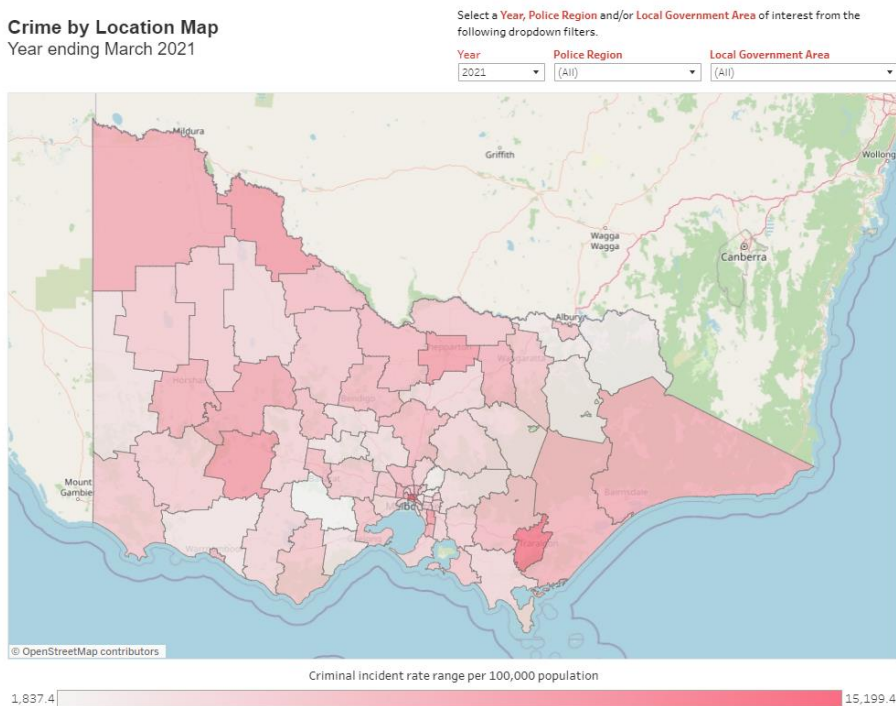 Crime by Location Map
Year ending March 2021
Select a Year, Police Region and/or Local Government Area of interest from the
following dropdown filters.
Year
Police Region
Local Government Area
2021
(All)
(All)
Mildura
Griffith
Wollong
Wagga
Wagga
Canberra
Albury
Wangaratta
Horsham
Bendigo
Mount
Gambier
Bairnsdale
Traralgon
© OpenStreetMap contributors
Criminal incident rate range per 100,000 population
1,837.4
15,199.4